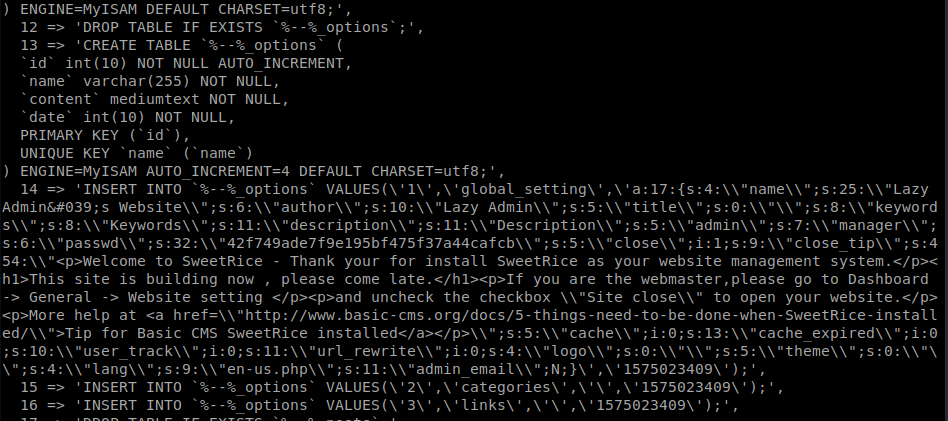 ) ENGINE=MyISAM DEFAULT CHARSET=utf8;',
12 => 'DROP TABLE IF EXISTS `%--%_options`;',
13 => 'CREATE TABLE `%--%_options` (
`id` int(10) NOT NULL AUTO_INCREMENT,
`name` varchar(255) NOT NULL,
`content` mediumtext NOT NULL,
`date` int(10) NOT NULL,
PRIMARY KEY (`id`),
UNIQUE KEY `name` (`name`)
) ENGINE=MyISAM AUTO_INCREMENT=4 DEFAULT CHARSET=utf8;',
14 => 'INSERT INTO `%--%_options` VALUES(\'1\',\'global_setting\',\'a:17:{s:4:\\"name\\";s:25:\\"Lazy
Admin&#039;s Website\\";s:6:\\"author\\";s:10:\\"Lazy Admin\\";s:5:\\"title\\";s:0:\\"\\";s:8:\\"keyword
s\\";s:8:\\"Keywords\\";s:11:\\"description\\";s:11:\\"Description\\";s:5:\\"admin\\";s:7:\\"manager\\";
s:6:\\"passwd\\";s:32:\\"42f749ade7f9e195bf475f37a44cafcb\\";s:5:\\"close\\";i:1;s:9:\\"close_tip\\";s:4
54:\\"<p>Welcome to SweetRice - Thank your for install SweetRice as your website management system.</p><
h1>This site is building now , please come late.</h1><p>If you are the webmaster,please go to Dashboard
-> General -> Website setting </p><p>and uncheck the checkbox \\"Site close\\" to open your website.</p>
<p>More help at <a href=\\"http://www.basic-cms.org/docs/5-things-need-to-be-done-when-SweetRice-install
ed/\\">Tip for Basic CMS SweetRice installed</a></p>\\";s:5:\\"cache\\";i:0;s:13:\\"cache_expired\\";i:0
;s:10:\\"user_track\\";i:0;s:11:\\"url_rewrite\\";i:0;s:4:\\"logo\\";s:0:\\"\\";s:5:\\"theme\\";s:0:\\"\
\";s:4:\\"lang\\";s:9:\\"en-us.php\\";s:11:\\"admin_email\\";N;}\',\'1575023409\');',
15 => 'INSERT INTO `%--%_options` VALUES(\'2\',\'categories\',\'\',\'1575023409\');',
16 => 'INSERT INTO `%--%_options` VALUES(\'3\',\'links\',\'\',\'1575023409\');',